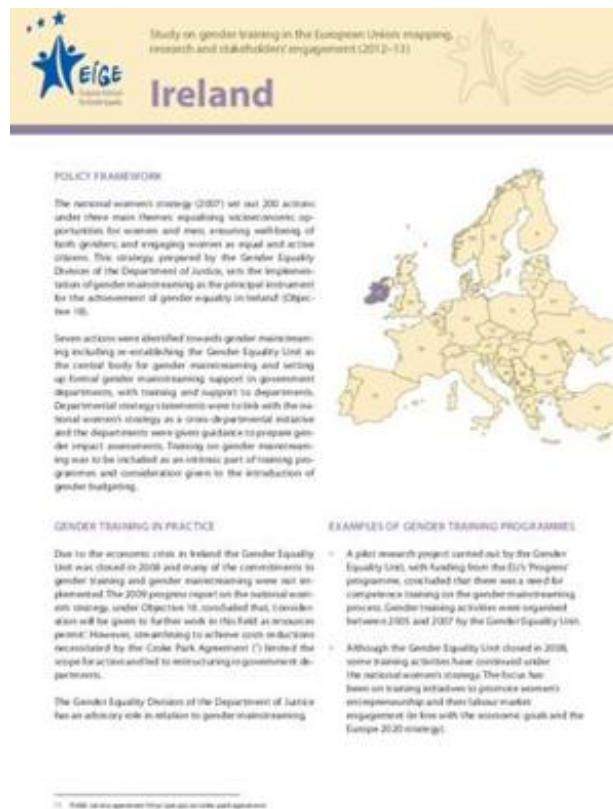 Study on gender training in the European Union: mapping,
research and stakeholders' engagement (2012–13)
EIGE
Ireland
POLICY FRAMEWORK
The national women's strategy (2007) set out 200 actions
under three main themes: equalising socioeconomic op-
portunities for women and men; ensuring well-being of
both genders; and engaging women as equal and active
citizens. This strategy, prepared by the Gender Equality
Division of the Department of Justice, sets the implemen-
tation of gender mainstreaming as the principal instrument
for the achievement of gender equality in Ireland (Objec-
tive 18).
Seven actions were identified towards gender mainstream-
ing including re-establishing the Gender Equality Unit as
the central body for gender mainstreaming and setting
up formal gender mainstreaming support in government
departments, with training and support to departments.
Departmental strategy statements were to link with the na-
tional women's strategy as a cross-departmental initiative
and the departments were given guidance to prepare gen-
der impact assessments. Training on gender mainstream-
ing was to be included as an intrinsic part of training pro-
grammes and consideration given to the introduction of
gender budgeting.
GENDER TRAINING IN PRACTICE
Due to the economic crisis in Ireland the Gender Equality
Unit was closed in 2008 and many of the commitments to
gender training and gender mainstreaming were not im-
plemented. The 2009 progress report on the national wom-
en's strategy, under Objective 18, concluded that, 'consider-
ation will be given to further work in this field as resources
permit'. However, streamlining to achieve costs reductions
necessitated by the Croke Park Agreement (¹) limited the
scope for action and led to restructuring in government de-
partments.
The Gender Equality Division of the Department of Justice
has an advisory role in relation to gender mainstreaming.
EXAMPLES OF GENDER TRAINING PROGRAMMES
A pilot research project carried out by the Gender
Equality Unit, with funding from the EU's 'Progress'
programme, concluded that there was a need for
competence training on the gender mainstreaming
process. Gender training activities were organised
between 2005 and 2007 by the Gender Equality Unit.
Although the Gender Equality Unit closed in 2008,
some training activities have continued under
the national women's strategy. The focus has
been on training initiatives to promote women's
entrepreneurship and their labour market
engagement (in line with the economic goals and the
Europe 2020 strategy).